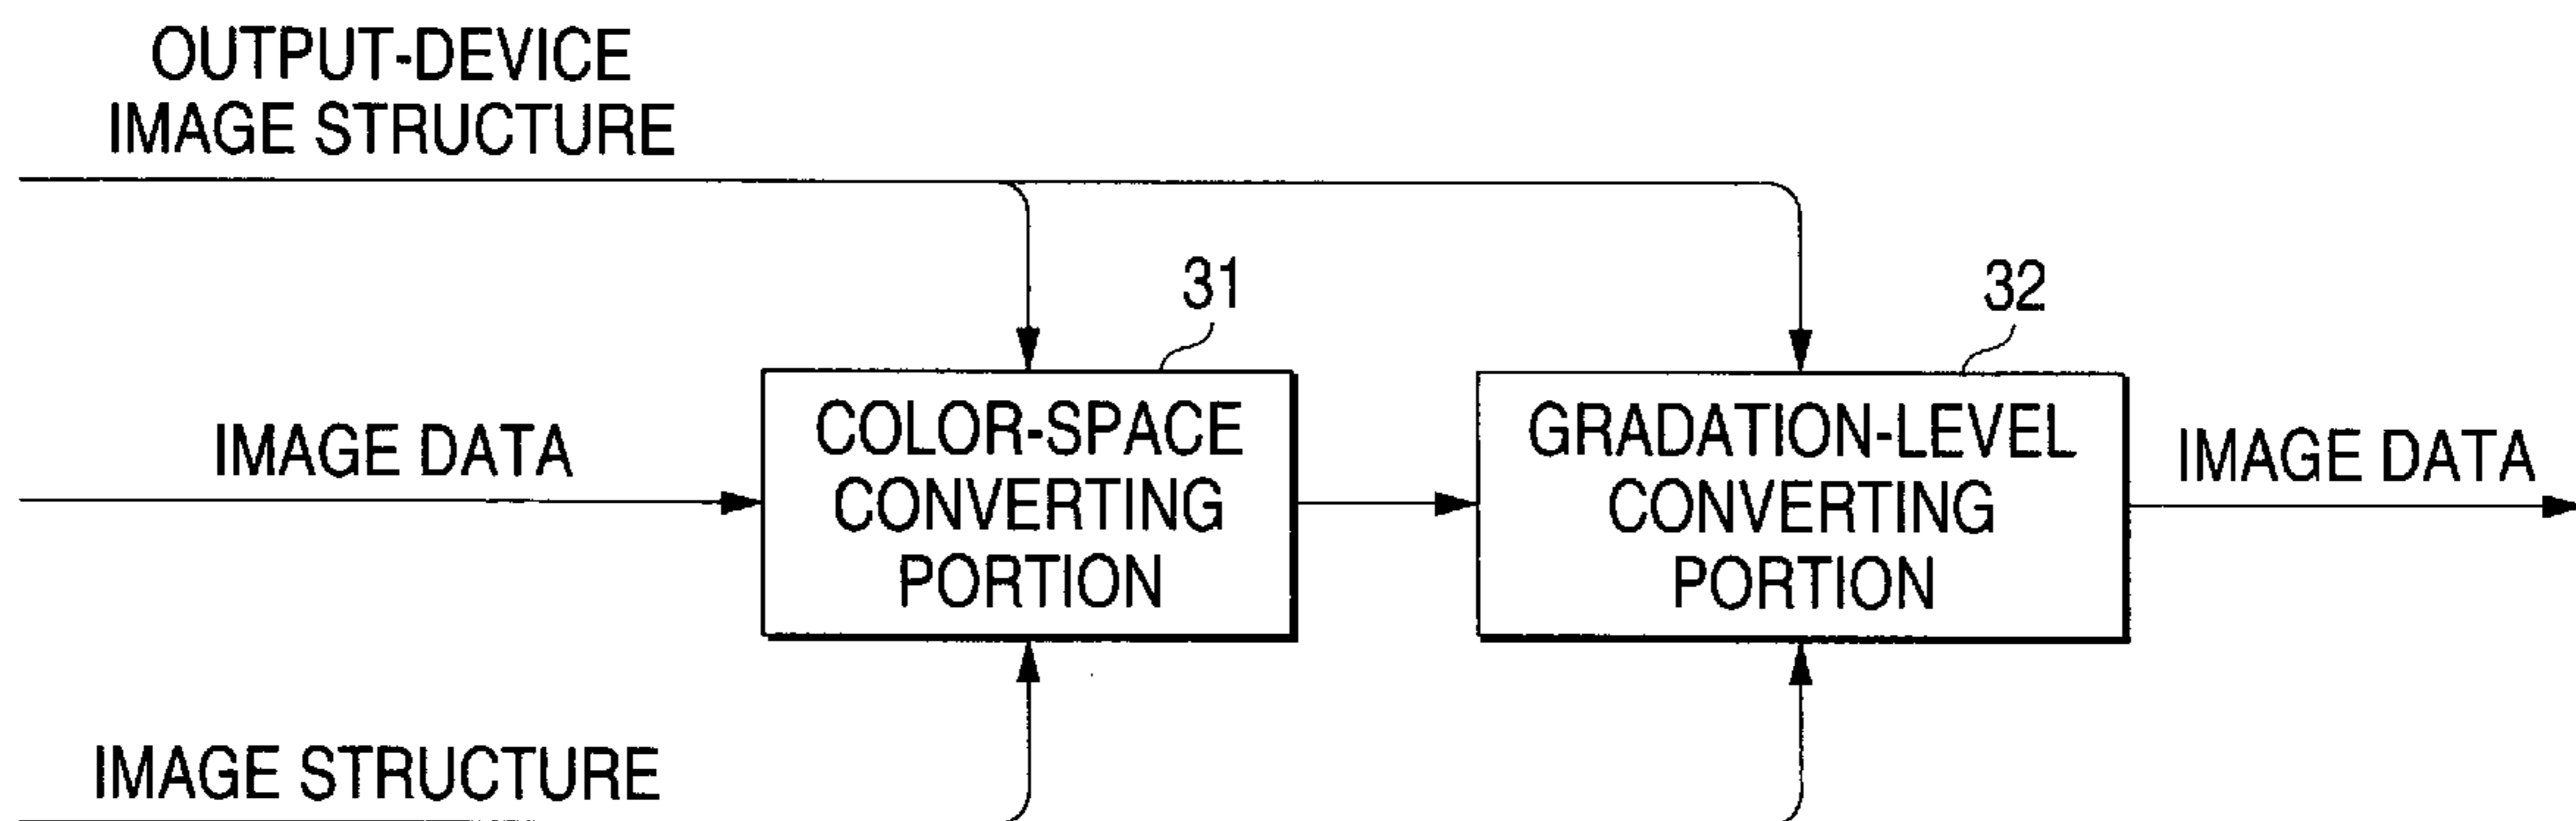 OUTPUT-DEVICE
IMAGE STRUCTURE
31
32
IMAGE DATA
COLOR-SPACE
CONVERTING
PORTION
GRADATION-LEVEL
CONVERTING
PORTION
IMAGE DATA
IMAGE STRUCTURE